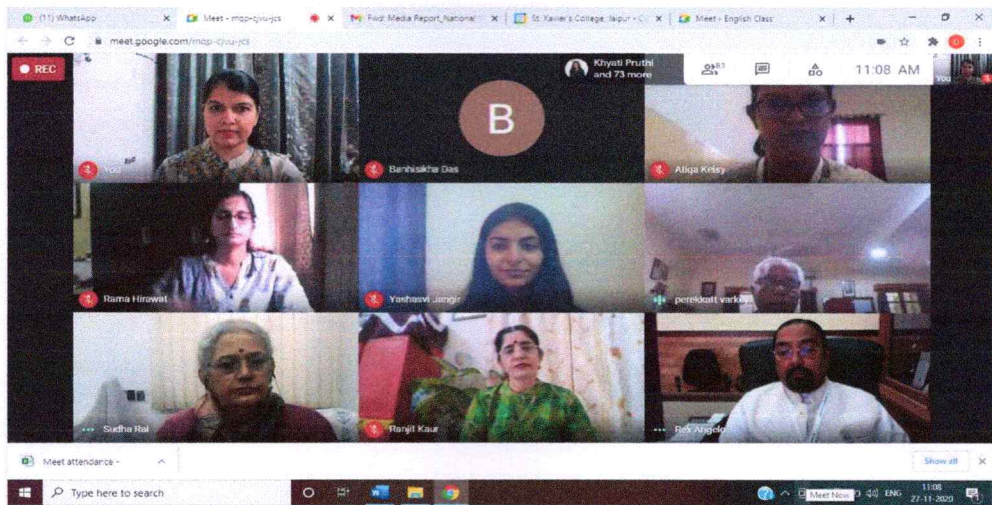 (11) WhatsApp
Meet - mqp-cjvu-jcs
Fwd: Media Report_National
St. Xavier's College, Jaipur - C
Meet - English Class
meet.google.com/mqp-cjvu-jcs
REC
Khyati Pruthi
and 73 more
83
11:08 AM
You
B
You
Banhisikha Das
Atiqa Kelsy
Rama Hirawat
Yashasvi Jangir
perekkatt varkey
Sudha Rai
Ranjit Kaur
Rex Angelo
Meet attendance -
Show all
Type here to search
Meet Now
ENG
11:08
27-11-2020